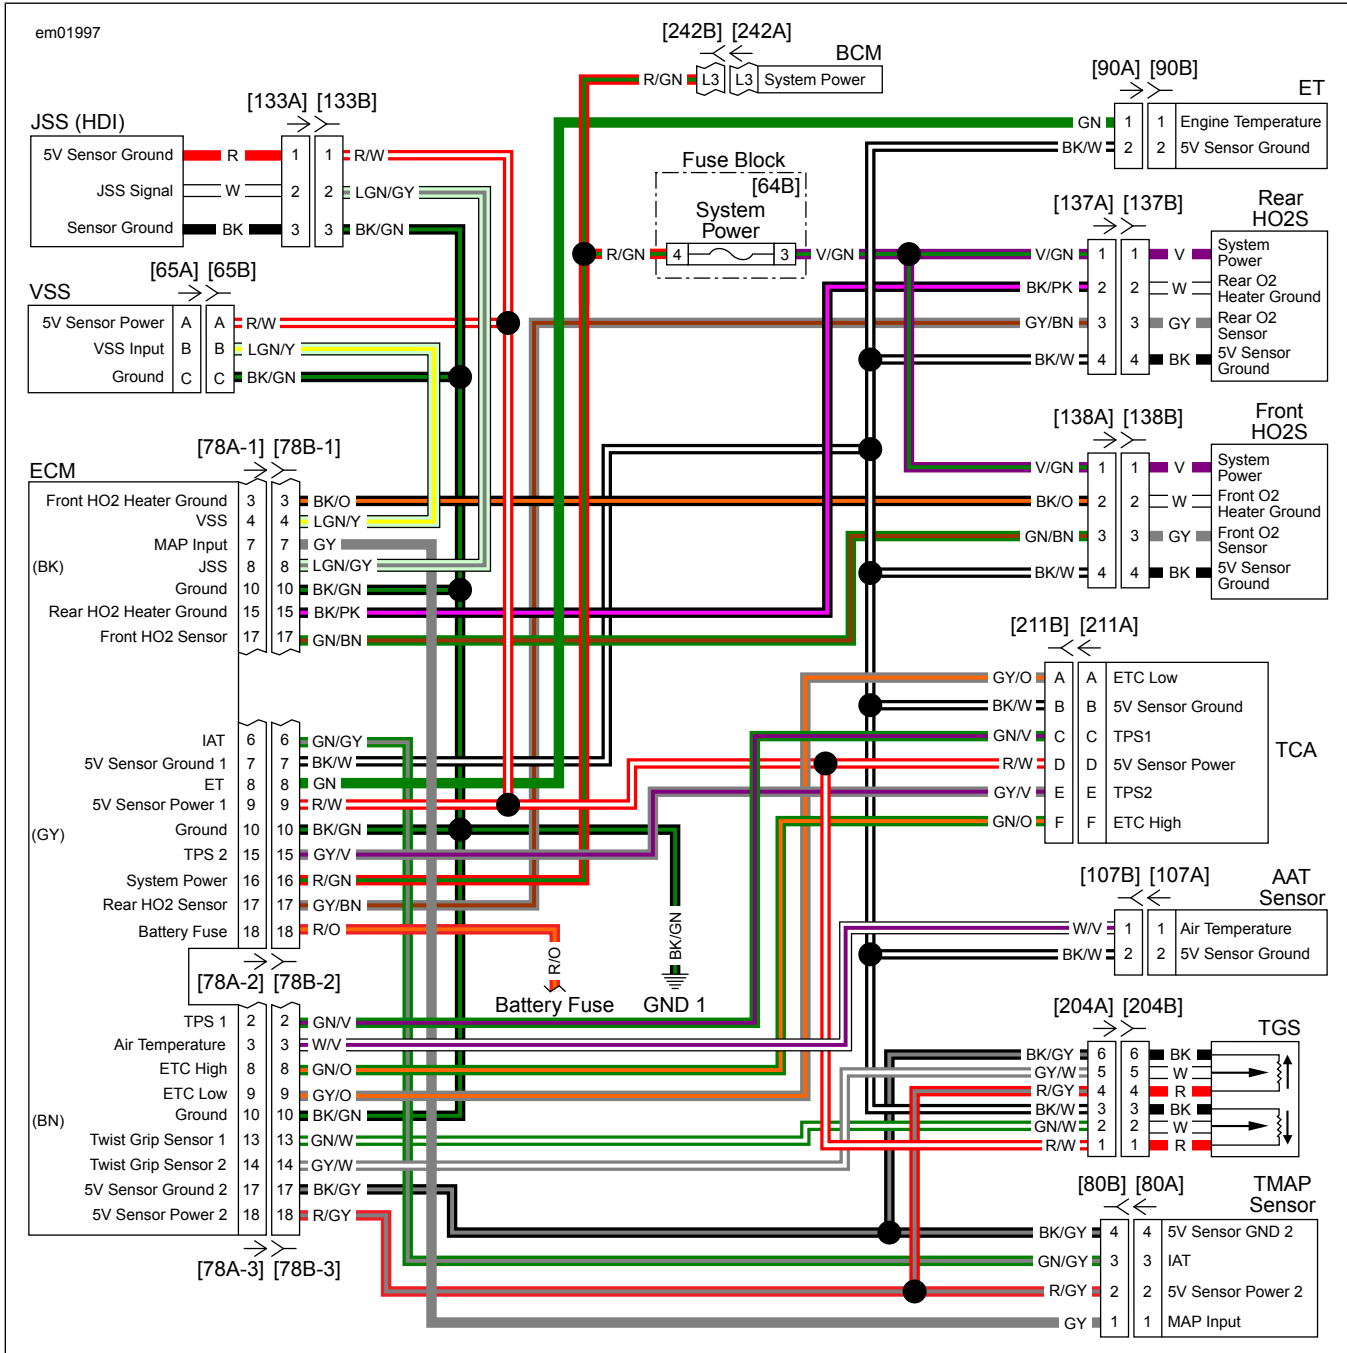 em01997
[242B] [242A]
BCM
R/GN L3 L3 System Power
[90A] [90B]
ET
GN 1 1 Engine Temperature
BK/W 2 2 5V Sensor Ground
[133A] [133B]
JSS (HDI)
5V Sensor Ground R 1 1 R/W
JSS Signal W 2 2 LGN/GY
Sensor Ground BK 3 3 BK/GN
Fuse Block
[64B]
System
Power
R/GN 4 3 V/GN
[137A] [137B]
Rear
HO2S
V/GN 1 1 V System
Power
BK/PK 2 2 W Rear O2
Heater Ground
GY/BN 3 3 GY Rear O2
Sensor
BK/W 4 4 BK 5V Sensor
Ground
[65A] [65B]
VSS
5V Sensor Power A A R/W
VSS Input B B LGN/Y
Ground C C BK/GN
[138A] [138B]
Front
HO2S
V/GN 1 1 V System
Power
BK/O 2 2 W Front O2
Heater Ground
GN/BN 3 3 GY Front O2
Sensor
BK/W 4 4 BK 5V Sensor
Ground
[78A-1] [78B-1]
ECM
Front HO2 Heater Ground 3 3 BK/O
VSS 4 4 LGN/Y
MAP Input 7 7 GY
(BK)
JSS 8 8 LGN/GY
Ground 10 10 BK/GN
Rear HO2 Heater Ground 15 15 BK/PK
Front HO2 Sensor 17 17 GN/BN
[211B] [211A]
TCA
GY/O A A ETC Low
BK/W B B 5V Sensor Ground
GN/V C C TPS1
R/W D D 5V Sensor Power
GY/V E E TPS2
GN/O F F ETC High
IAT 6 6 GN/GY
5V Sensor Ground 1 7 7 BK/W
ET 8 8 GN
5V Sensor Power 1 9 9 R/W
(GY)
Ground 10 10 BK/GN
TPS 2 15 15 GY/V
System Power 16 16 R/GN
Rear HO2 Sensor 17 17 GY/BN
Battery Fuse 18 18 R/O
[78A-2] [78B-2]
R/O
Battery Fuse
BK/GN
GND 1
[107B] [107A]
AAT
Sensor
W/V 1 1 Air Temperature
BK/W 2 2 5V Sensor Ground
TPS 1 2 2 GN/V
Air Temperature 3 3 W/V
ETC High 8 8 GN/O
ETC Low 9 9 GY/O
Ground 10 10 BK/GN
(BN)
Twist Grip Sensor 1 13 13 GN/W
Twist Grip Sensor 2 14 14 GY/W
5V Sensor Ground 2 17 17 BK/GY
5V Sensor Power 2 18 18 R/GY
[78A-3] [78B-3]
[204A] [204B]
TGS
BK/GY 6 6 BK
GY/W 5 5 W
R/GY 4 4 R
BK/W 3 3 BK
GN/W 2 2 W
R/W 1 1 R
[80B] [80A]
TMAP
Sensor
BK/GY 4 4 5V Sensor GND 2
GN/GY 3 3 IAT
R/GY 2 2 5V Sensor Power 2
GY 1 1 MAP Input